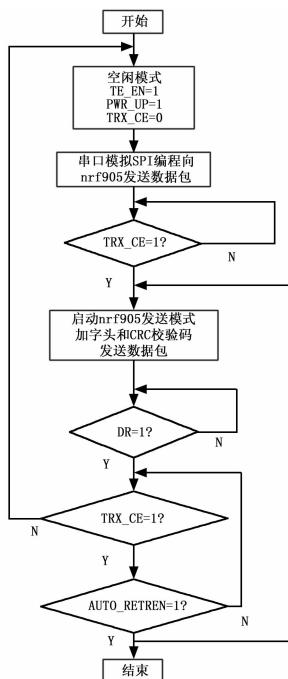 开始
空闲模式
TE_EN=1
PWR_UP=1
TRX_CE=0
串口模拟SPI编程向
nrf905发送数据包
TRX_CE=1?
N
Y
启动nrf905发送模式
加字头和CRC校验码
发送数据包
DR=1?
N
Y
TRX_CE=1?
N
Y
AUTO_RETREN=1?
N
Y
结束